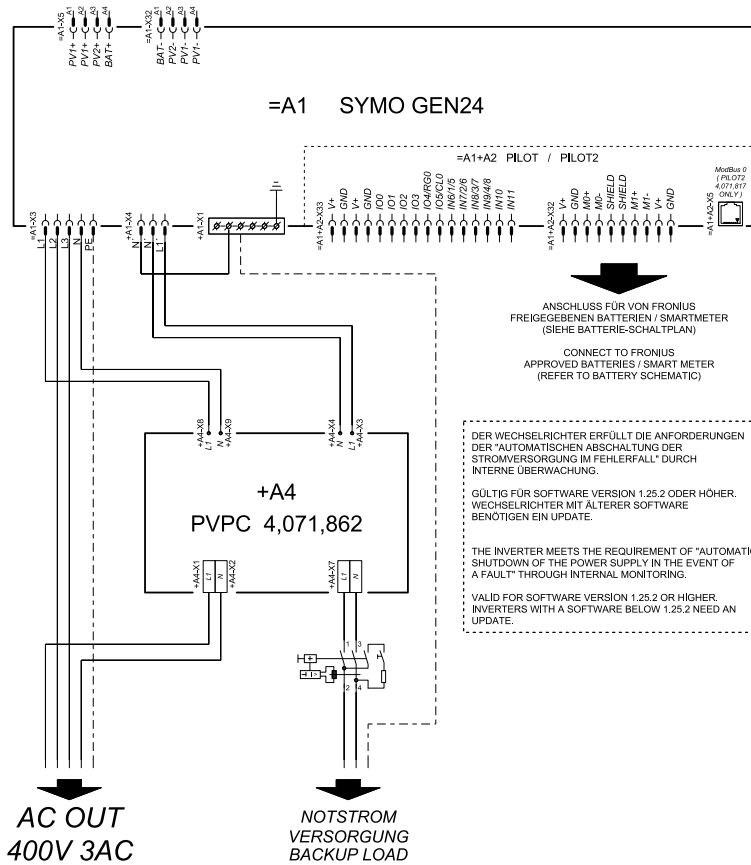 =A1-X5
A1
A2
A3
A4
PV1+
PV1+
PV2+
BAT+
=A1-X32
A1
A2
A3
A4
BAT-
PV2-
PV1-
PV1-
=A1 SYMO GEN24
=A1+A2 PILOT / PILOT2
ModBus 0
( PILOT2
4,071,817
ONLY )
=A1-X3
L1
L2
L3
N
PE
+A1-X4
N´
N´
L1´
+A1-X1
=A1+A2-X33
V+
GND
V+
GND
IO0
IO1
IO2
IO3
IO4/RG0
IO5/CL0
IN6/1/5
IN7/2/6
IN8/3/7
IN9/4/8
IN10
IN11
=A1+A2-X32
V+
GND
M0+
M0-
SHIELD
SHIELD
M1+
M1-
V+
GND
=A1+A2-X5
ANSCHLUSS FÜR VON FRONIUS
FREIGEGEBENEN BATTERIEN / SMARTMETER
(SIEHE BATTERIE-SCHALTPLAN)
CONNECT TO FRONIUS
APPROVED BATTERIES / SMART METER
(REFER TO BATTERY SCHEMATIC)
+A4-X8
L1
N
+A4-X9
+A4-X4
N
L1
+A4-X3
+A4
PVPC 4,071,862
+A4-X1
L1
N
+A4-X2
+A4-X7
L1
N
DER WECHSELRICHTER ERFÜLLT DIE ANFORDERUNGEN
DER "AUTOMATISCHEN ABSCHALTUNG DER
STROMVERSORGUNG IM FEHLERFALL" DURCH
INTERNE ÜBERWACHUNG.
GÜLTIG FÜR SOFTWARE VERSION 1.25.2 ODER HÖHER.
WECHSELRICHTER MIT ÄLTERER SOFTWARE
BENÖTIGEN EIN UPDATE.
THE INVERTER MEETS THE REQUIREMENT OF "AUTOMATIC
SHUTDOWN OF THE POWER SUPPLY IN THE EVENT OF
A FAULT" THROUGH INTERNAL MONITORING.
VALID FOR SOFTWARE VERSION 1.25.2 OR HIGHER.
INVERTERS WITH A SOFTWARE BELOW 1.25.2 NEED AN
UPDATE.
1 3
2 4
AC OUT
400V 3AC
NOTSTROM
VERSORGUNG
BACKUP LOAD